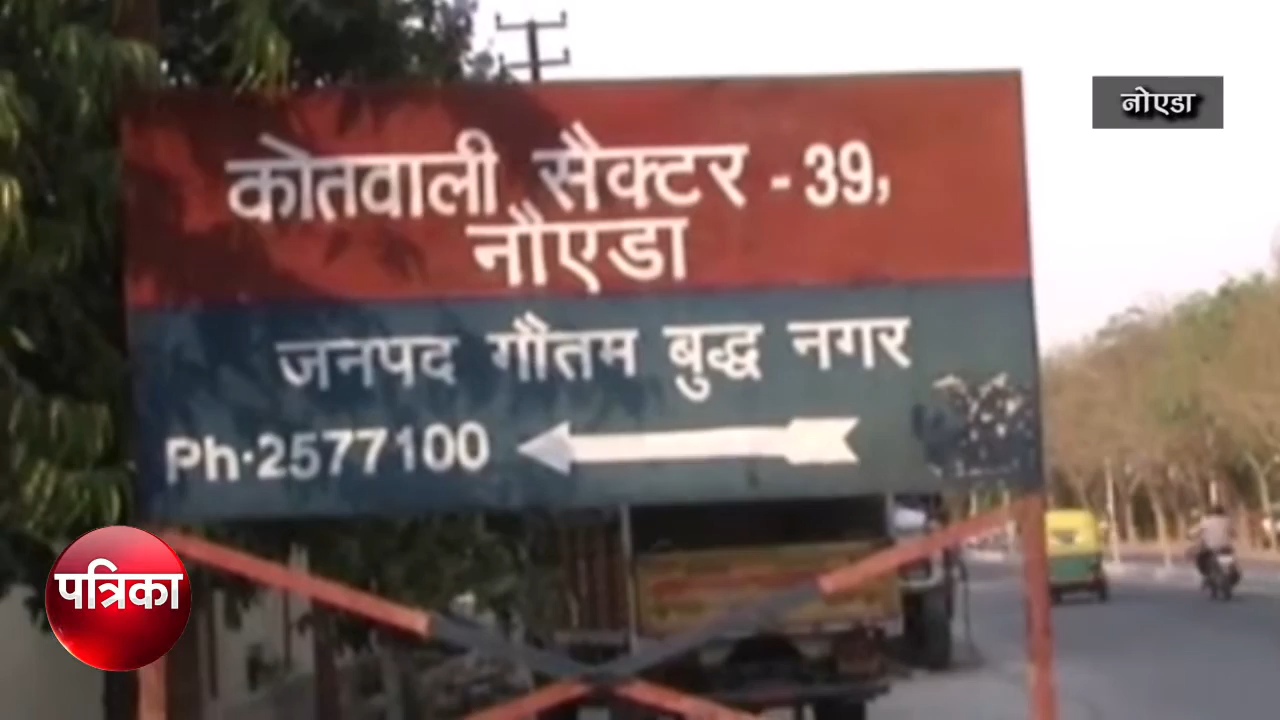 नोएडा
कोतवाली सैक्टर - 39,
नौएडा
जनपद गौतम बुद्ध नगर
Ph·2577100
पत्रिका